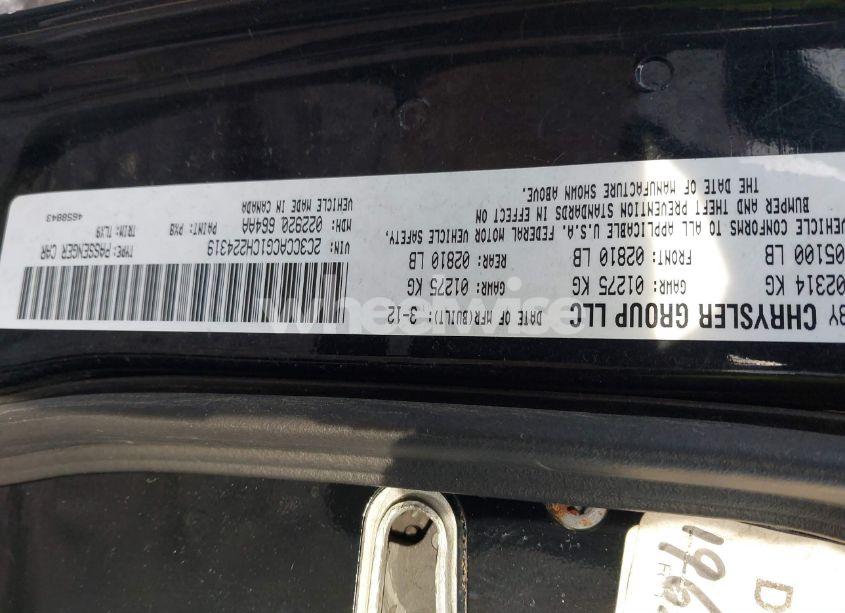 BY CHRYSLER GROUP LLC
DATE OF MFR(BUILT): 3-12
02314 KG
GAWR: 01275 KG
GAWR: 01275 KG
05100 LB
FRONT: 02810 LB
REAR: 02810 LB
VEHICLE CONFORMS TO ALL APPLICABLE U.S.A. FEDERAL MOTOR VEHICLE SAFETY,
BUMPER AND THEFT PREVENTION STANDARDS IN EFFECT ON
THE DATE OF MANUFACTURE SHOWN ABOVE.
TYPE: PASSENGER CAR
TRIM: TLX9
VIN: 2C3CCACG1CH224319
PAINT: PX8
MDH: 022920 664AA
VEHICLE MADE IN CANADA
4658843
wheelwise
D